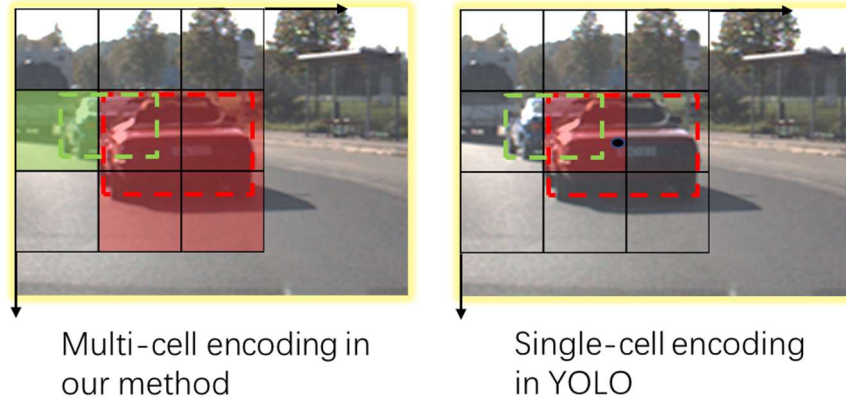 Multi-cell encoding in
our method
Single-cell encoding
in YOLO